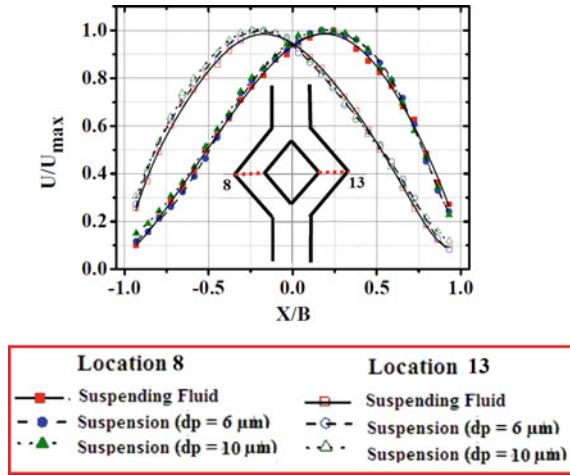 1.0
0.8
0.6
0.4
0.2
0.0
U/Umax
8
13
-1.0 -0.5 0.0 0.5 1.0
X/B
Location 8
Suspending Fluid
Suspension (dp = 6 µm)
Suspension (dp = 10 µm)
Location 13
Suspending Fluid
Suspension (dp = 6 µm)
Suspension (dp = 10 µm)